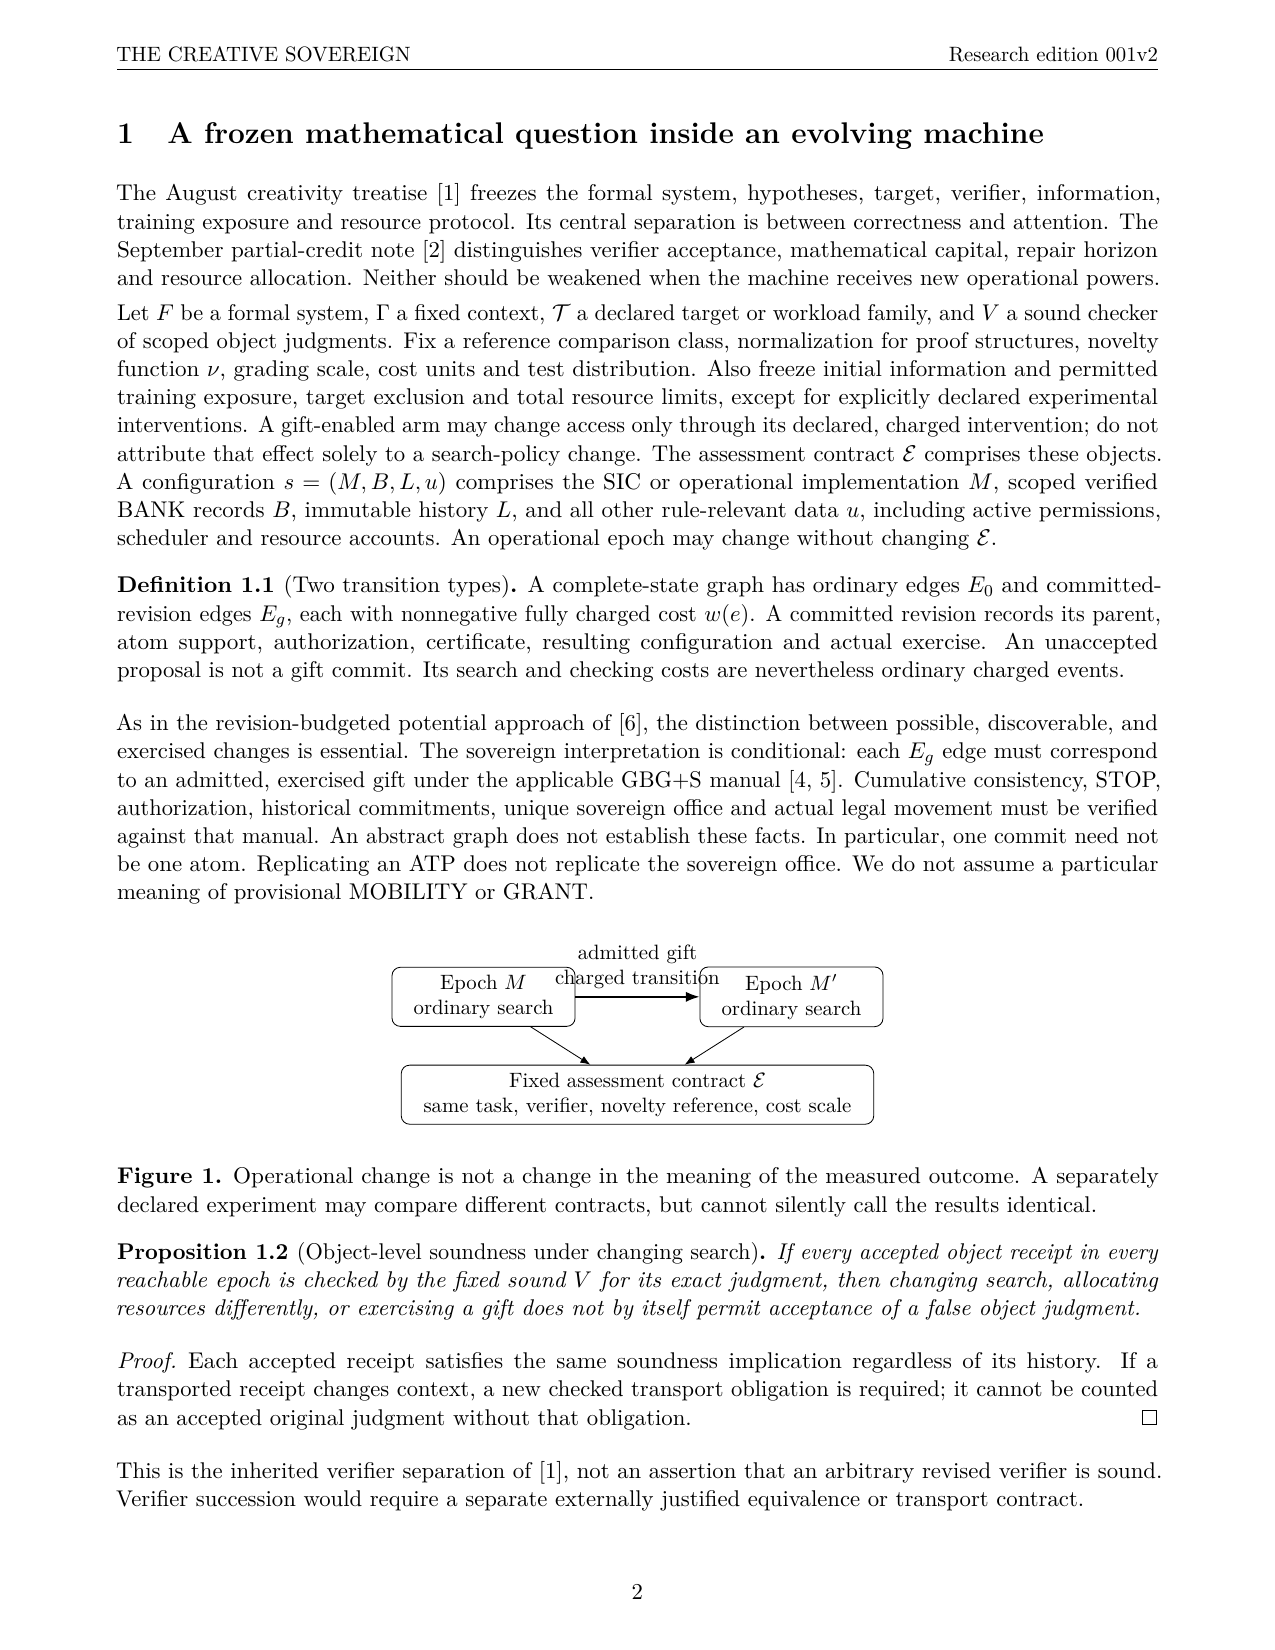 THE CREATIVE SOVEREIGN Research edition 001v2
1 A frozen mathematical question inside an evolving machine
The August creativity treatise [1] freezes the formal system, hypotheses, target, verifier, information,
training exposure and resource protocol. Its central separation is between correctness and attention. The
September partial-credit note [2] distinguishes verifier acceptance, mathematical capital, repair horizon
and resource allocation. Neither should be weakened when the machine receives new operational powers.
Let F be a formal system, Γ a fixed context, 𝒯 a declared target or workload family, and V a sound checker
of scoped object judgments. Fix a reference comparison class, normalization for proof structures, novelty
function ν, grading scale, cost units and test distribution. Also freeze initial information and permitted
training exposure, target exclusion and total resource limits, except for explicitly declared experimental
interventions. A gift-enabled arm may change access only through its declared, charged intervention; do not
attribute that effect solely to a search-policy change. The assessment contract ℰ comprises these objects.
A configuration s = (M, B, L, u) comprises the SIC or operational implementation M, scoped verified
BANK records B, immutable history L, and all other rule-relevant data u, including active permissions,
scheduler and resource accounts. An operational epoch may change without changing ℰ.
Definition 1.1 (Two transition types). A complete-state graph has ordinary edges E₀ and committed-
revision edges E_g, each with nonnegative fully charged cost w(e). A committed revision records its parent,
atom support, authorization, certificate, resulting configuration and actual exercise. An unaccepted
proposal is not a gift commit. Its search and checking costs are nevertheless ordinary charged events.
As in the revision-budgeted potential approach of [6], the distinction between possible, discoverable, and
exercised changes is essential. The sovereign interpretation is conditional: each E_g edge must correspond
to an admitted, exercised gift under the applicable GBG+S manual [4, 5]. Cumulative consistency, STOP,
authorization, historical commitments, unique sovereign office and actual legal movement must be verified
against that manual. An abstract graph does not establish these facts. In particular, one commit need not
be one atom. Replicating an ATP does not replicate the sovereign office. We do not assume a particular
meaning of provisional MOBILITY or GRANT.
admitted gift
charged transition
Epoch M
ordinary search
Epoch M′
ordinary search
Fixed assessment contract ℰ
same task, verifier, novelty reference, cost scale
Figure 1. Operational change is not a change in the meaning of the measured outcome. A separately
declared experiment may compare different contracts, but cannot silently call the results identical.
Proposition 1.2 (Object-level soundness under changing search). If every accepted object receipt in every
reachable epoch is checked by the fixed sound V for its exact judgment, then changing search, allocating
resources differently, or exercising a gift does not by itself permit acceptance of a false object judgment.
Proof. Each accepted receipt satisfies the same soundness implication regardless of its history. If a
transported receipt changes context, a new checked transport obligation is required; it cannot be counted
as an accepted original judgment without that obligation. □
This is the inherited verifier separation of [1], not an assertion that an arbitrary revised verifier is sound.
Verifier succession would require a separate externally justified equivalence or transport contract.
2